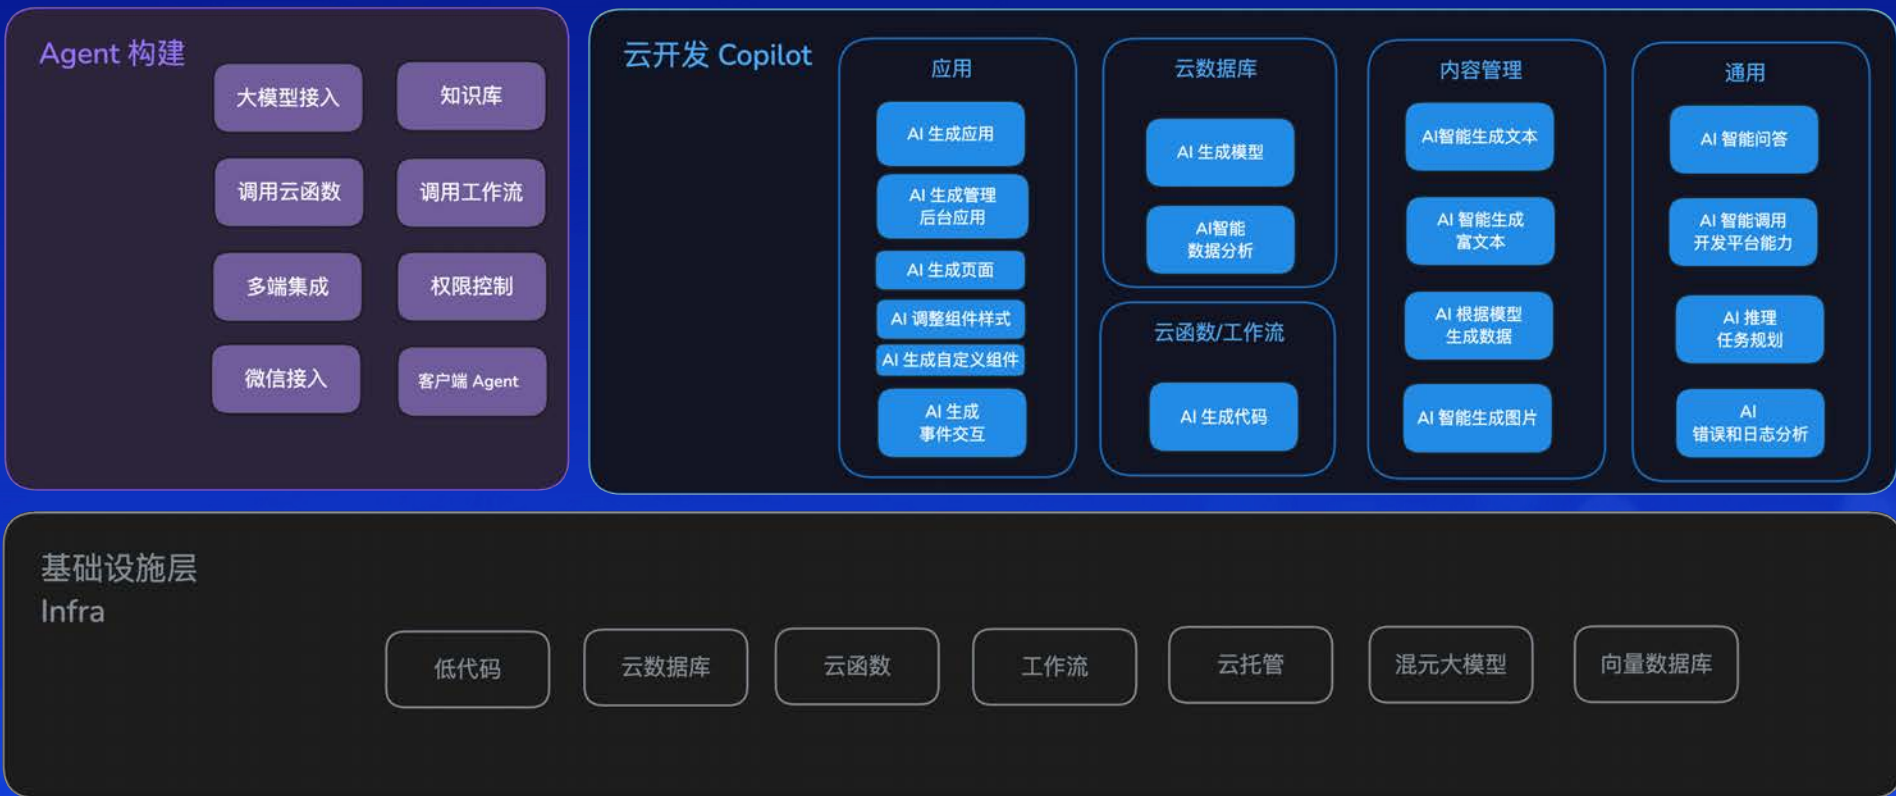 Agent 构建
大模型接入
知识库
调用云函数
调用工作流
多端集成
权限控制
微信接入
客户端 Agent
云开发 Copilot
应用
AI 生成应用
AI 生成管理
后台应用
AI 生成页面
AI 调整组件样式
AI 生成自定义组件
AI 生成
事件交互
云数据库
AI 生成模型
AI智能
数据分析
云函数/工作流
AI 生成代码
内容管理
AI智能生成文本
AI 智能生成
富文本
AI 根据模型
生成数据
AI 智能生成图片
通用
AI 智能问答
AI 智能调用
开发平台能力
AI 推理
任务规划
AI
错误和日志分析
基础设施层
Infra
低代码
云数据库
云函数
工作流
云托管
混元大模型
向量数据库